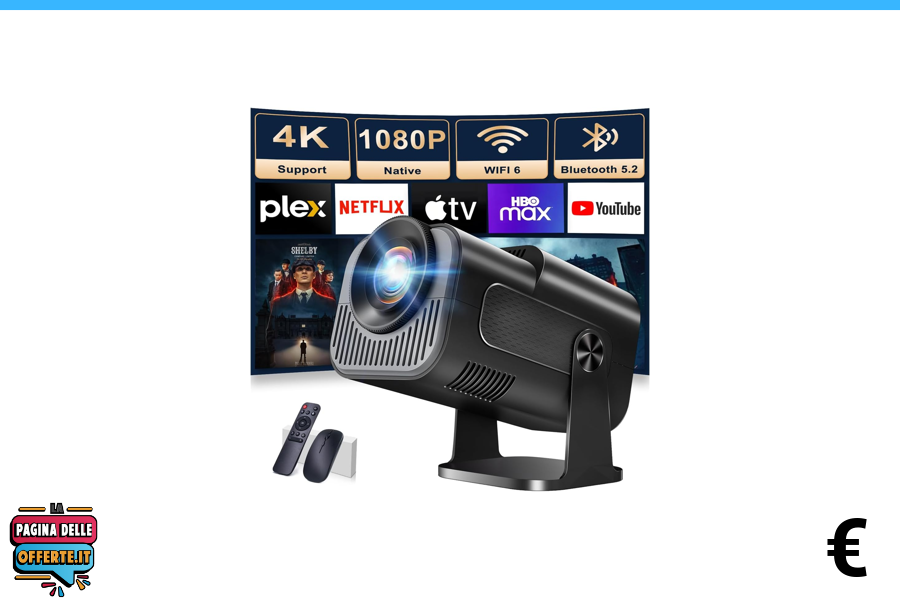 4K
Support
1080P
Native
WIFI 6
Bluetooth 5.2
plex
NETFLIX
tv
HBO
max
YouTube
SHELBY
LA
PAGINA DELLE
OFFERTE.IT
€